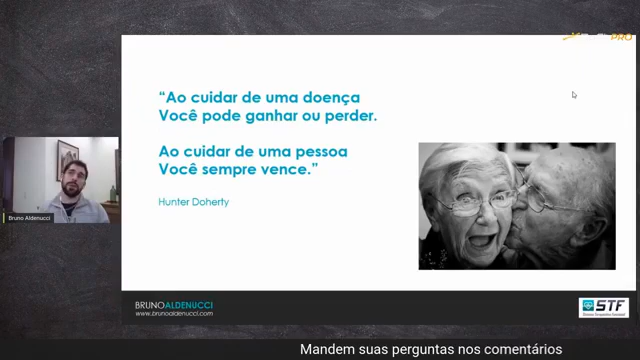 PRO
“Ao cuidar de uma doença
Você pode ganhar ou perder.
Ao cuidar de uma pessoa
Você sempre vence.”
Hunter Doherty
Bruno Aldenucci
BRUNOALDENUCCI
www.brunoaldenucci.com
STF
Mandem suas perguntas nos comentários